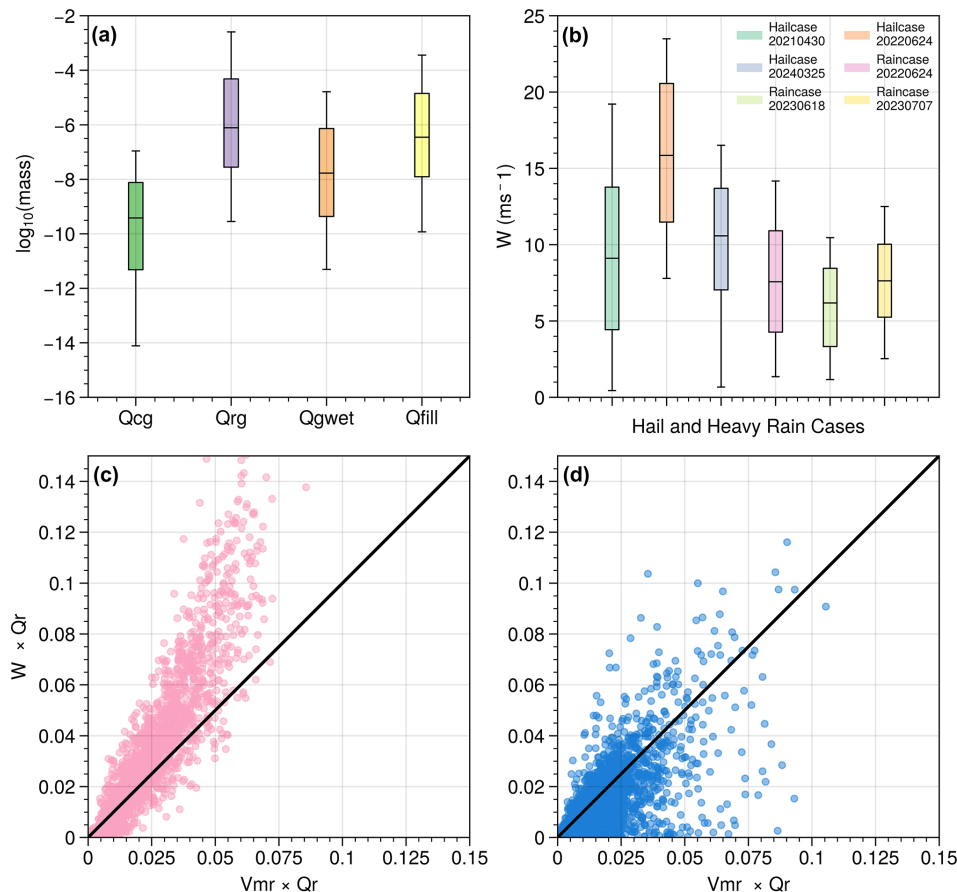 (a)
−2
−4
−6
−8
−10
−12
−14
−16
log₁₀(mass)
Qcg
Qrg
Qgwet
Qfill
(b)
25
20
15
10
5
0
W (ms⁻1)
Hailcase
20210430
Hailcase
20220624
Hailcase
20240325
Raincase
20220624
Raincase
20230618
Raincase
20230707
Hail and Heavy Rain Cases
(c)
0.14
0.12
0.1
0.08
0.06
0.04
0.02
0
W × Qr
0
0.025
0.05
0.075
0.1
0.125
0.15
Vmr × Qr
(d)
0.14
0.12
0.1
0.08
0.06
0.04
0.02
0
0
0.025
0.05
0.075
0.1
0.125
0.15
Vmr × Qr